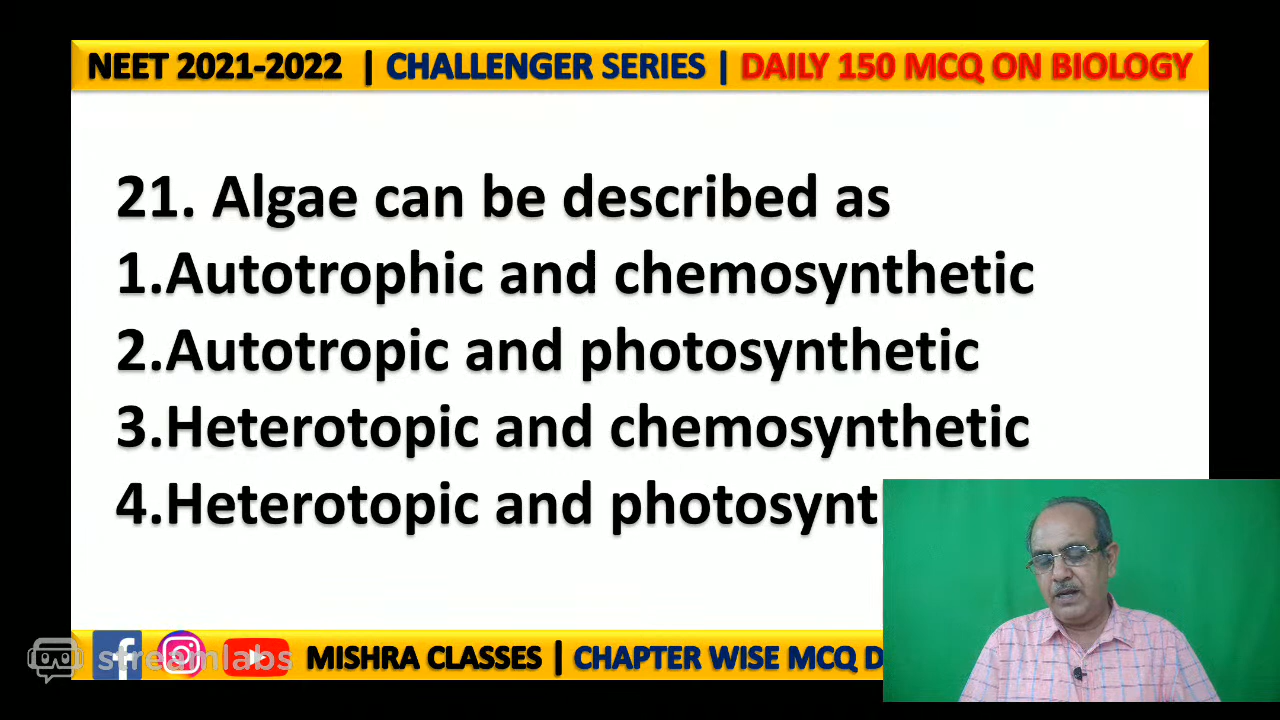 NEET 2021-2022 | CHALLENGER SERIES | DAILY 150 MCQ ON BIOLOGY
21. Algae can be described as
1.Autotrophic and chemosynthetic
2.Autotropic and photosynthetic
3.Heterotopic and chemosynthetic
4.Heterotopic and photosynt
streamlabs MISHRA CLASSES | CHAPTER WISE MCQ D